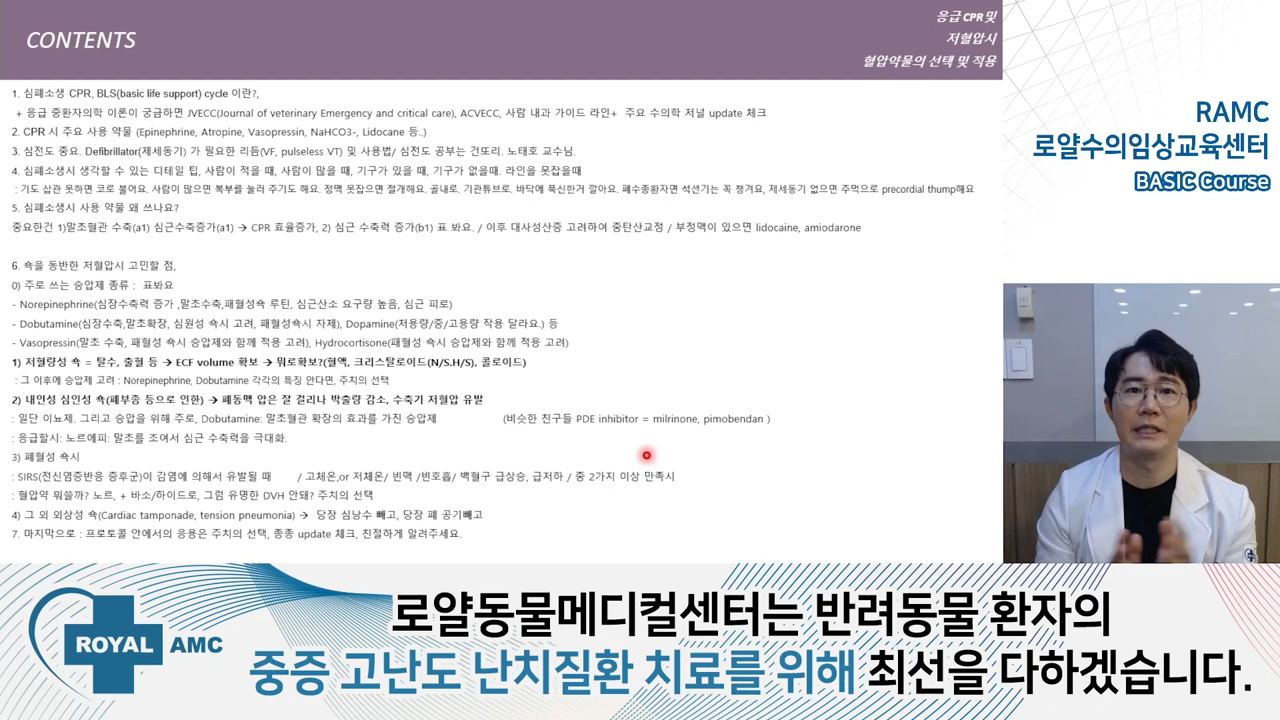 CONTENTS
응급 CPR 및
저혈압시
혈압약물의 선택 및 적용
1. 심폐소생 CPR, BLS(basic life support) cycle 이란?,
+ 응급 중환자의학 이론이 궁금하면 JVECC(Journal of veterinary Emergency and critical care), ACVECC, 사람 내과 가이드 라인+ 주요 수의학 저널 update 체크
2. CPR 시 주요 사용 약물 (Epinephrine, Atropine, Vasopressin, NaHCO3-, Lidocane 등..)
3. 심전도 중요. Defibrillator(제세동기) 가 필요한 리듬(VF, pulseless VT) 및 약물법/ 심전도 공부는 건또리. 노태호 교수님.
4. 심폐소생시 생각할 수 있는 디테일 팁, 사람이 적을 때, 사람이 많을 때, 기구가 있을 때, 기구가 없을때. 라인을 못잡을때
: 기도 삽관 못하면 코로 불어요. 사람이 많으면 복부를 눌러 주기도 해요. 정맥 못잡으면 절개해요. 골내로. 기관튜브로. 바닥에 푹신한거 깔아요. 폐수종환자면 석션기는 꼭 챙겨요, 제세동기 없으면 주먹으로 precordial thump해요
5. 심폐소생시 사용 약물 왜 쓰나요?
중요한건 1)말초혈관 수축(a1) 심근수축증가(a1) → CPR 효율증가, 2) 심근 수축력 증가(b1) 표 봐요. / 이후 대사성산증 고려하여 중탄산교정 / 부정맥이 있으면 lidocaine, amiodarone
6. 쇽을 동반한 저혈압시 고민할 점,
0) 주로 쓰는 승압제 종류 : 표봐요
- Norepinephrine(심장수축력 증가 ,말초수축,패혈성쇽 루틴, 심근산소 요구량 높음, 심근 피로)
- Dobutamine(심장수축,말초확장, 심원성 쇽시 고려, 패혈성쇽시 자제), Dopamine(저용량/중/고용량 작용 달라요.) 등
- Vasopressin(말초 수축, 패혈성 쇽시 승압제와 함께 적용 고려), Hydrocortisone(패혈성 쇽시 승압제와 함께 적용 고려)
1) 저혈량성 쇽 = 탈수, 출혈 등 → ECF volume 확보 → 뭐로확보?(혈액, 크리스탈로이드(N/S.H/S), 콜로이드)
: 그 이후에 승압제 고려 : Norepinephrine, Dobutamine 각각의 특징 안다면, 주치의 선택
2) 내인성 심인성 쇽(폐부종 등으로 인한) → 폐동맥 압은 잘 걸리나 박출량 감소, 수축기 저혈압 유발
: 일단 이뇨제. 그리고 승압을 위해 주로, Dobutamine: 말초혈관 확장의 효과를 가진 승압제 (비슷한 친구들 PDE inhibitor = milrinone, pimobendan )
: 응급할시: 노르에피: 말초를 조여서 심근 수축력을 극대화.
3) 패혈성 쇽시
: SIRS(전신염증반응 증후군)이 감염에 의해서 유발될 때 / 고체온,or 저체온/ 빈맥 /빈호흡/ 백혈구 급상승, 급저하 / 중 2가지 이상 만족시
: 혈압약 뭐쓸까? 노르, + 바소/하이드로, 그럼 유명한 DVH 안돼? 주치의 선택
4) 그 외 외상성 쇽(Cardiac tamponade, tension pneumonia) → 당장 심낭수 빼고, 당장 폐 공기빼고
7. 마지막으로 : 프로토콜 안에서의 응용은 주치의 선택, 종종 update 체크, 친절하게 알려주세요.
RAMC
로얄수의임상교육센터
BASIC Course
ROYAL AMC
로얄동물메디컬센터는 반려동물 환자의
중증 고난도 난치질환 치료를 위해 최선을 다하겠습니다.